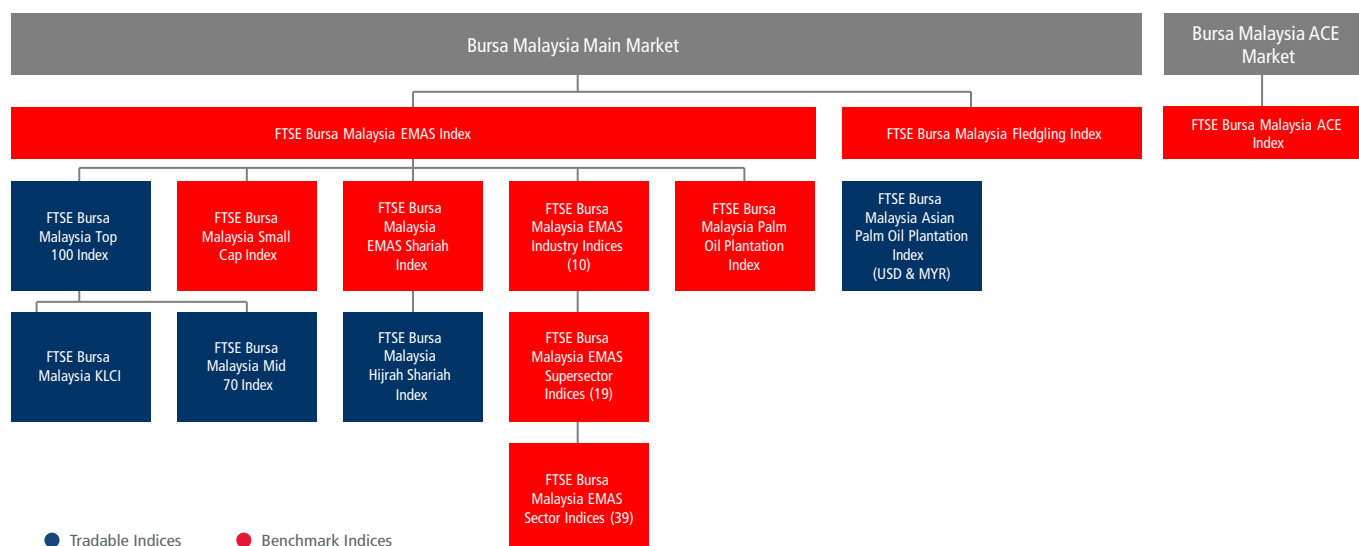 Bursa Malaysia Main Market
Bursa Malaysia ACE
Market
FTSE Bursa Malaysia EMAS Index
FTSE Bursa Malaysia Fledgling Index
FTSE Bursa Malaysia ACE
Index
FTSE Bursa
Malaysia Top
100 Index
FTSE Bursa
Malaysia Small
Cap Index
FTSE Bursa
Malaysia
EMAS Shariah
Index
FTSE Bursa
Malaysia EMAS
Industry Indices
(10)
FTSE Bursa
Malaysia Palm
Oil Plantation
Index
FTSE Bursa
Malaysia Asian
Palm Oil Plantation
Index
(USD & MYR)
FTSE Bursa
Malaysia KLCI
FTSE Bursa
Malaysia Mid
70 Index
FTSE Bursa
Malaysia
Hijrah Shariah
Index
FTSE Bursa
Malaysia EMAS
Supersector
Indices (19)
FTSE Bursa
Malaysia EMAS
Sector Indices (39)
Tradable Indices
Benchmark Indices